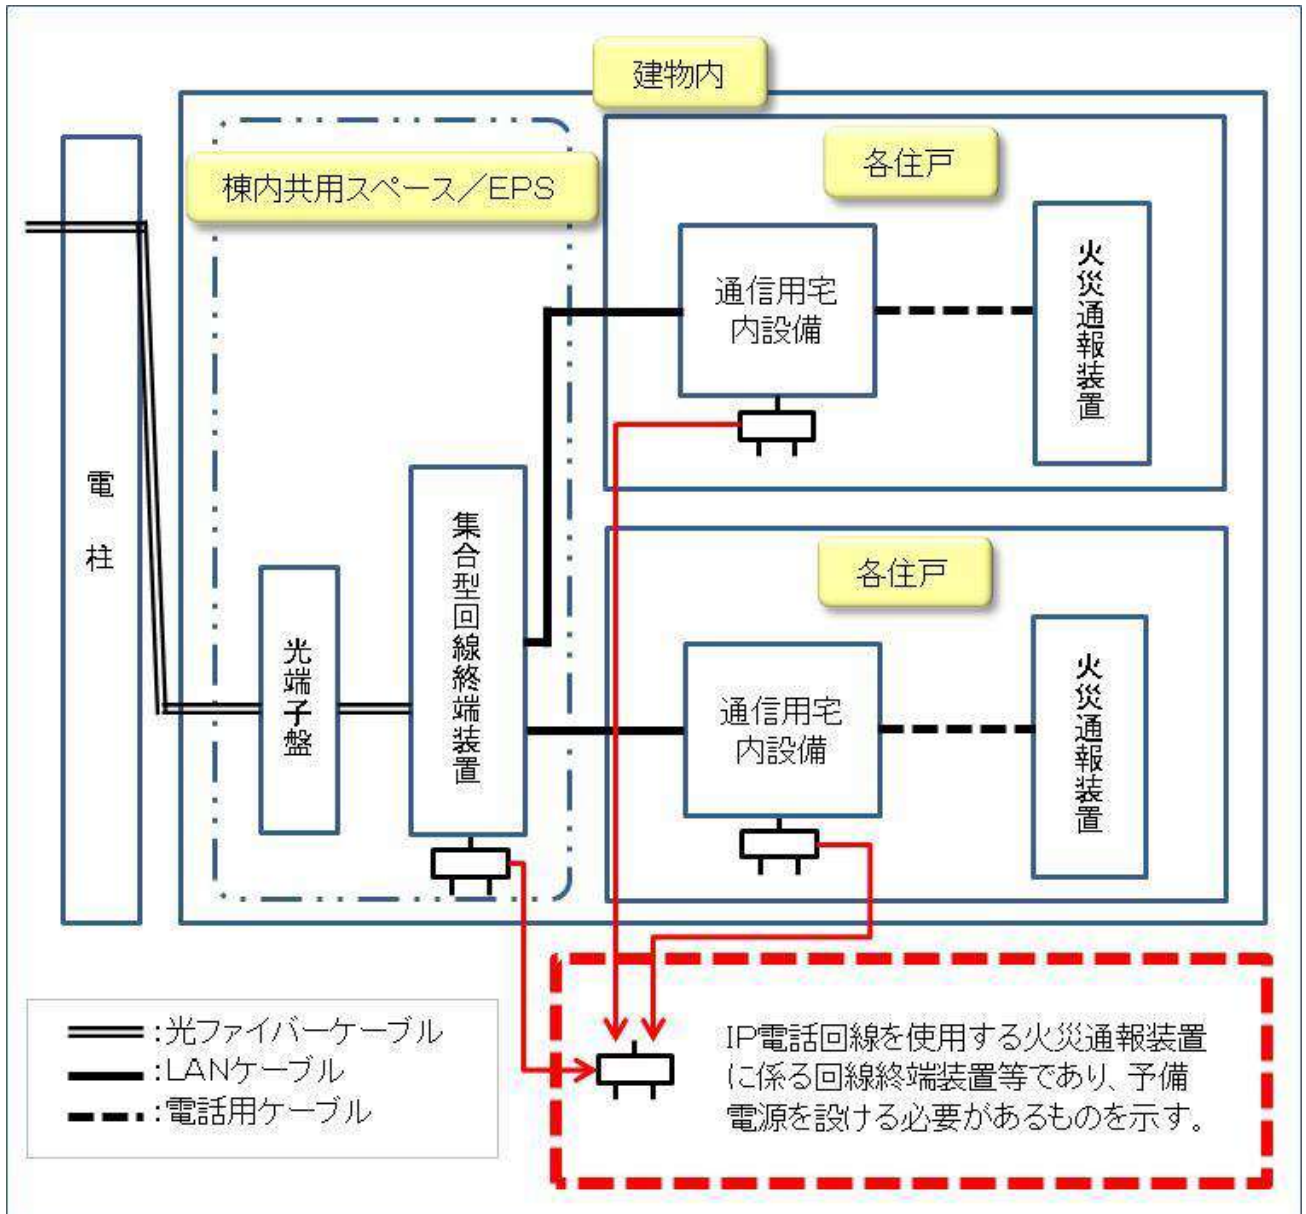 建物内
棟内共用スペース／EPS
各住戸
通信用宅
内設備
火災通報装置
電柱
集合型回線終端装置
光端子盤
各住戸
通信用宅
内設備
火災通報装置
：光ファイバーケーブル
：LANケーブル
：電話用ケーブル
IP電話回線を使用する火災通報装置
に係る回線終端装置等であり、予備
電源を設ける必要があるものを示す。